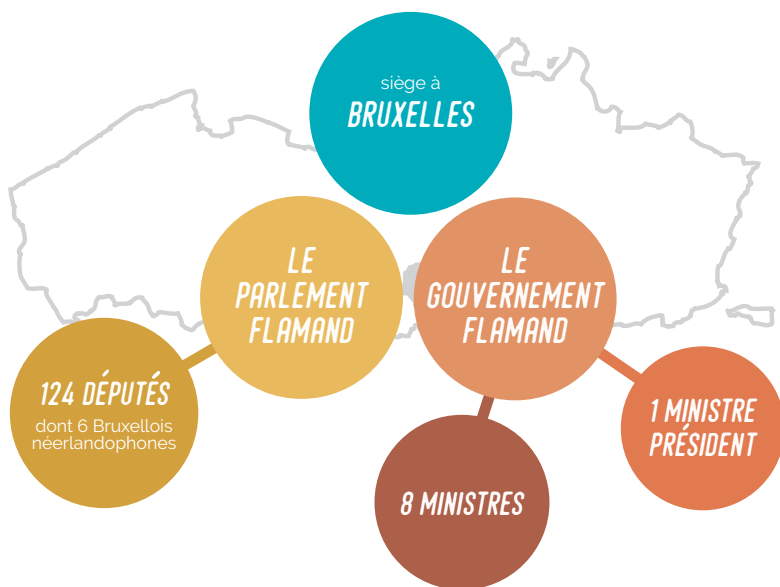 siège à
BRUXELLES
LE
PARLEMENT
FLAMAND
LE
GOUVERNEMENT
FLAMAND
124 DÉPUTÉS
dont 6 Bruxellois
néerlandophones
8 MINISTRES
1 MINISTRE
PRÉSIDENT